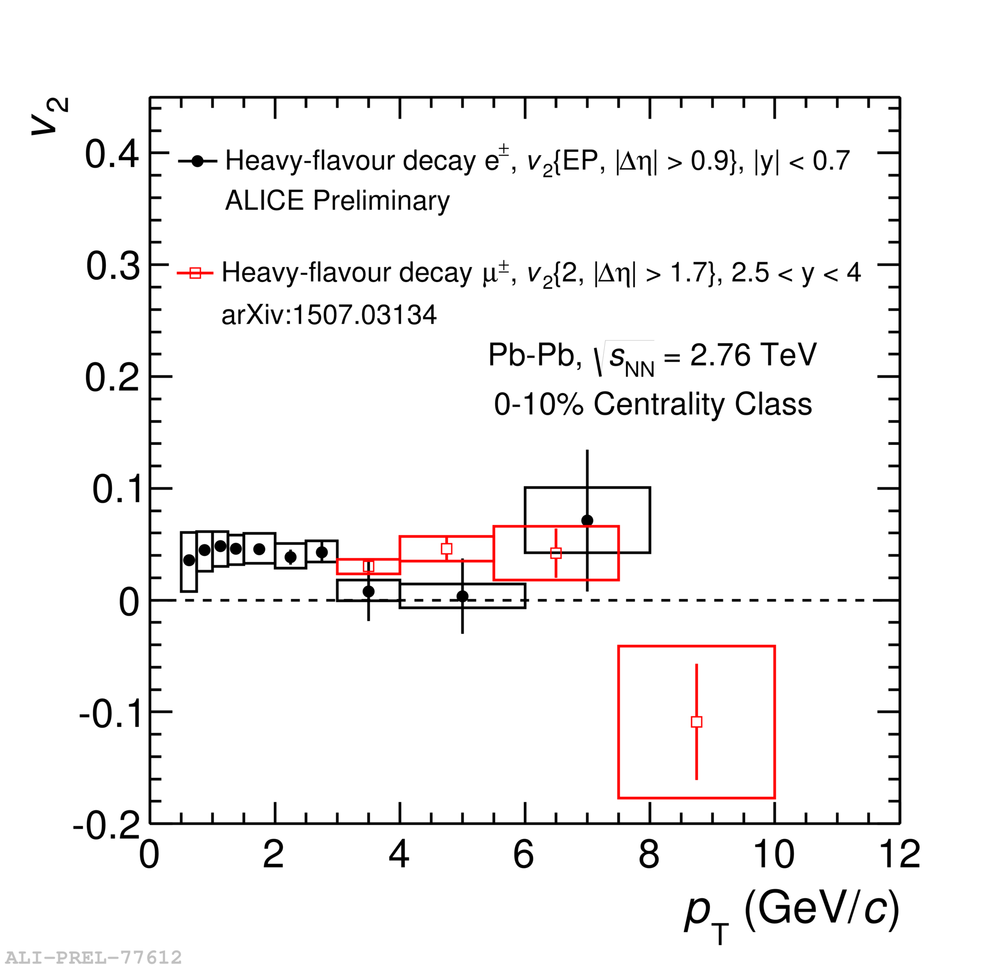 v2
0.4
0.3
0.2
0.1
0
-0.1
-0.2
Heavy-flavour decay e±, v2{EP, |Δη| > 0.9}, |y| < 0.7
ALICE Preliminary
Heavy-flavour decay μ±, v2{2, |Δη| > 1.7}, 2.5 < y < 4
arXiv:1507.03134
Pb-Pb, √sNN = 2.76 TeV
0-10% Centrality Class
0 2 4 6 8 10 12
pT (GeV/c)
ALI-PREL-77612